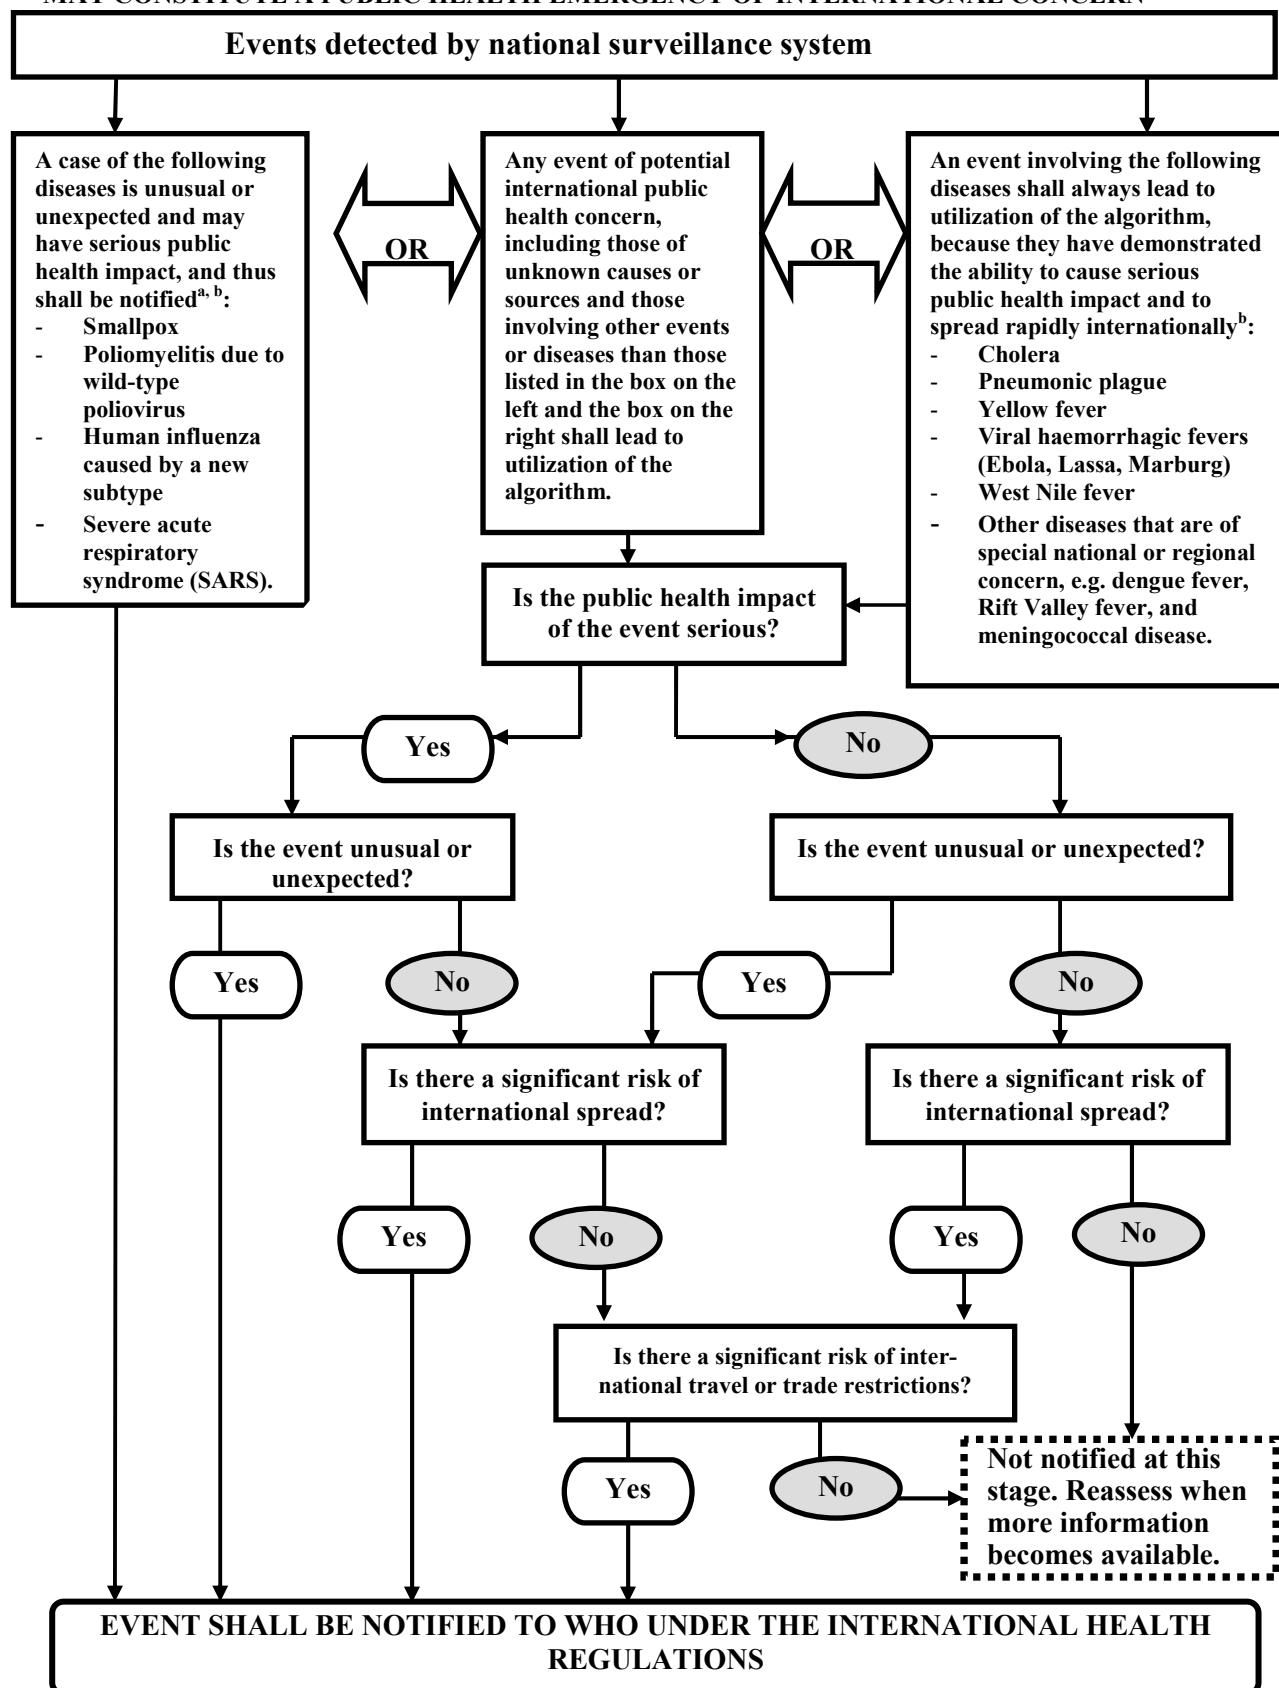 MAY CONSTITUTE A PUBLIC HEALTH EMERGENCY OF INTERNATIONAL CONCERN
Events detected by national surveillance system
A case of the following
diseases is unusual or
unexpected and may
have serious public
health impact, and thus
shall be notifiedᵃ, ᵇ:
- Smallpox
- Poliomyelitis due to
wild-type
poliovirus
- Human influenza
caused by a new
subtype
- Severe acute
respiratory
syndrome (SARS).
OR
Any event of potential
international public
health concern,
including those of
unknown causes or
sources and those
involving other events
or diseases than those
listed in the box on the
left and the box on the
right shall lead to
utilization of the
algorithm.
OR
An event involving the following
diseases shall always lead to
utilization of the algorithm,
because they have demonstrated
the ability to cause serious
public health impact and to
spread rapidly internationallyᵇ:
- Cholera
- Pneumonic plague
- Yellow fever
- Viral haemorrhagic fevers
(Ebola, Lassa, Marburg)
- West Nile fever
- Other diseases that are of
special national or regional
concern, e.g. dengue fever,
Rift Valley fever, and
meningococcal disease.
Is the public health impact
of the event serious?
Yes
No
Is the event unusual or
unexpected?
Is the event unusual or unexpected?
Yes
No
Yes
No
Is there a significant risk of
international spread?
Is there a significant risk of
international spread?
Yes
No
Yes
No
Is there a significant risk of inter-
national travel or trade restrictions?
Yes
No
Not notified at this
stage. Reassess when
more information
becomes available.
EVENT SHALL BE NOTIFIED TO WHO UNDER THE INTERNATIONAL HEALTH
REGULATIONS